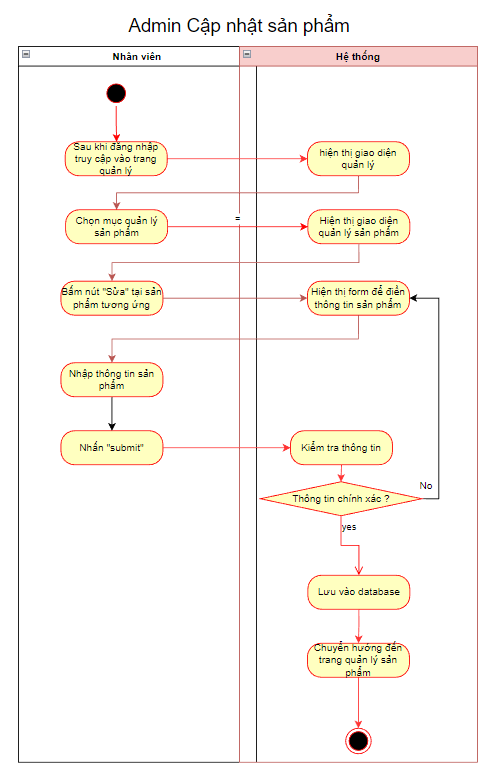 Admin Cập nhật sản phẩm
Nhân viên
Hệ thống
Sau khi đăng nhập
truy cập vào trang
quản lý
hiện thị giao diện
quản lý
Chọn mục quản lý
sản phẩm
=
Hiện thị giao diện
quản lý sản phẩm
Bấm nút "Sửa" tại sản
phẩm tương ứng
Hiện thị form để điền
thông tin sản phẩm
Nhập thông tin sản
phẩm
Nhấn "submit"
Kiểm tra thông tin
No
Thông tin chính xác ?
yes
Lưu vào database
Chuyển hướng đến
trang quản lý sản
phẩm